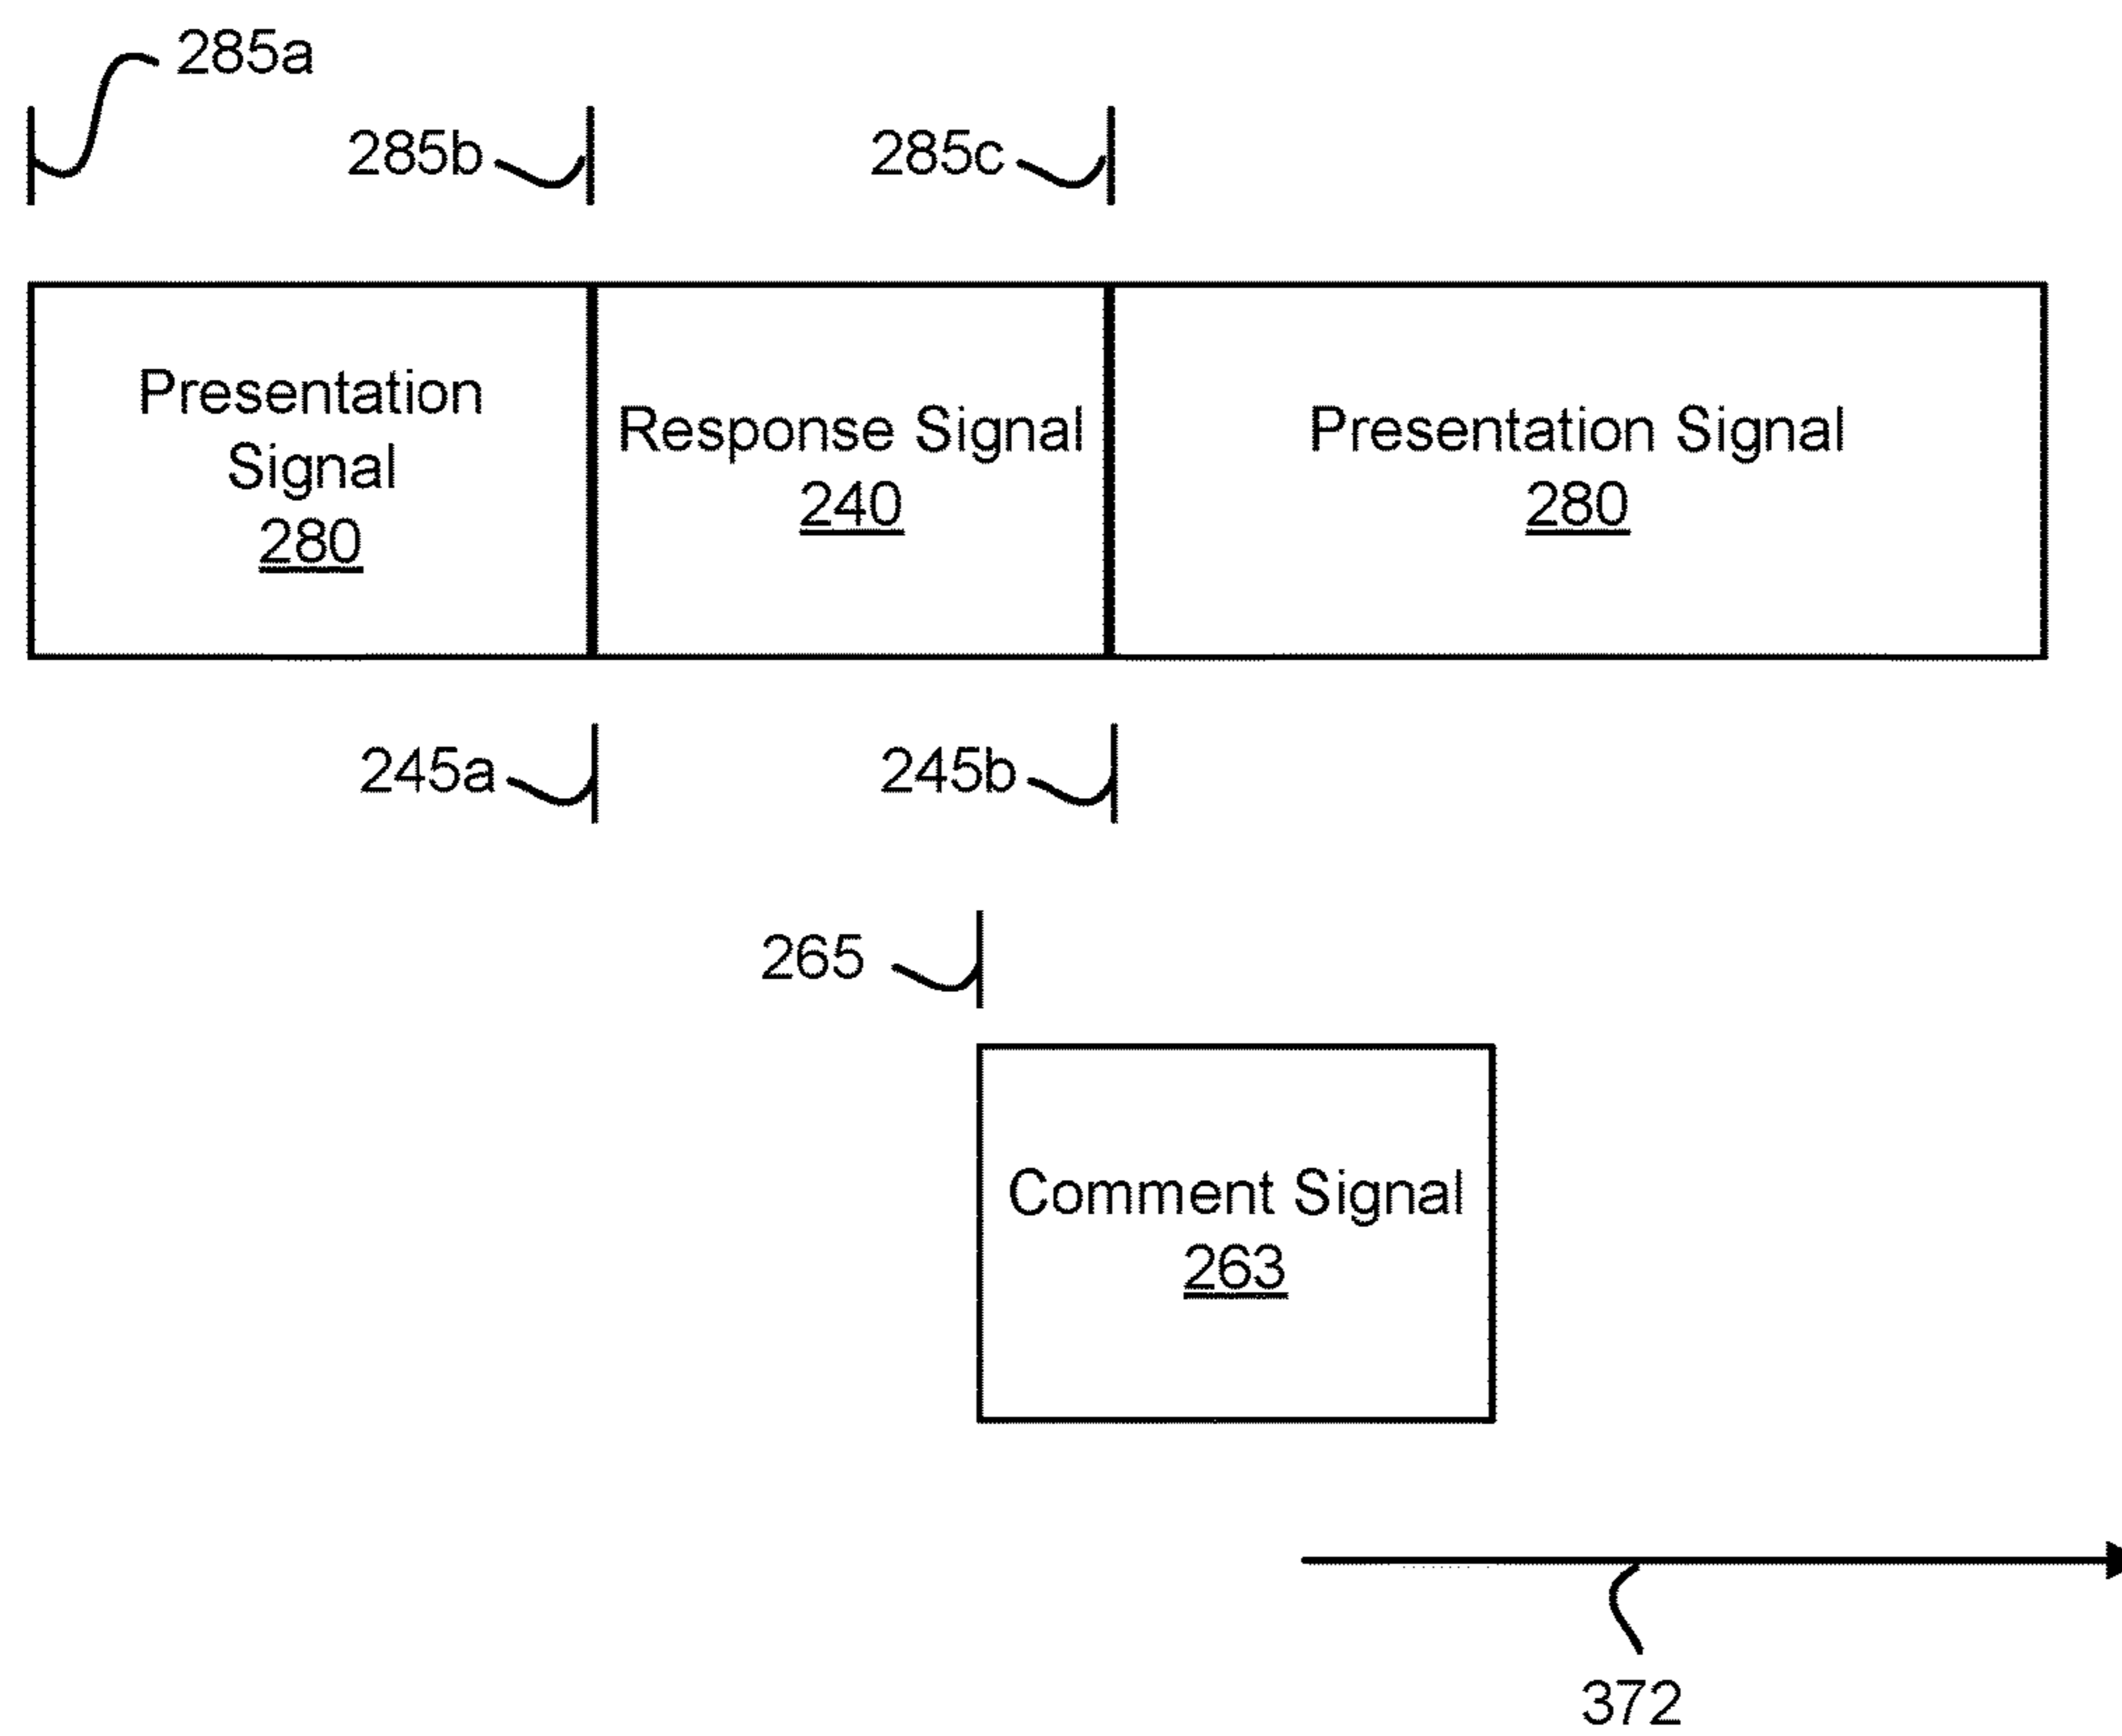 285a
285b
285c
Presentation
Signal
280
Response Signal
240
Presentation Signal
280
245a
245b
265
Comment Signal
263
372